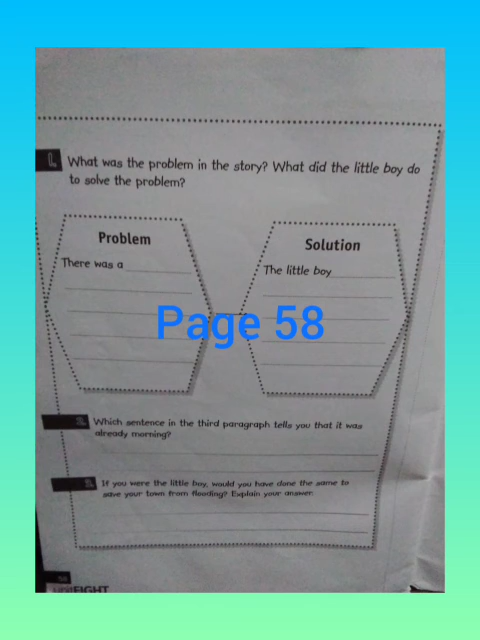 1. What was the problem in the story? What did the little boy do
to solve the problem?
Problem
There was a
Solution
The little boy
Page 58
Which sentence in the third paragraph tells you that it was
already morning?
If you were the little boy, would you have done the same to
save your town from flooding? Explain your answer.
58